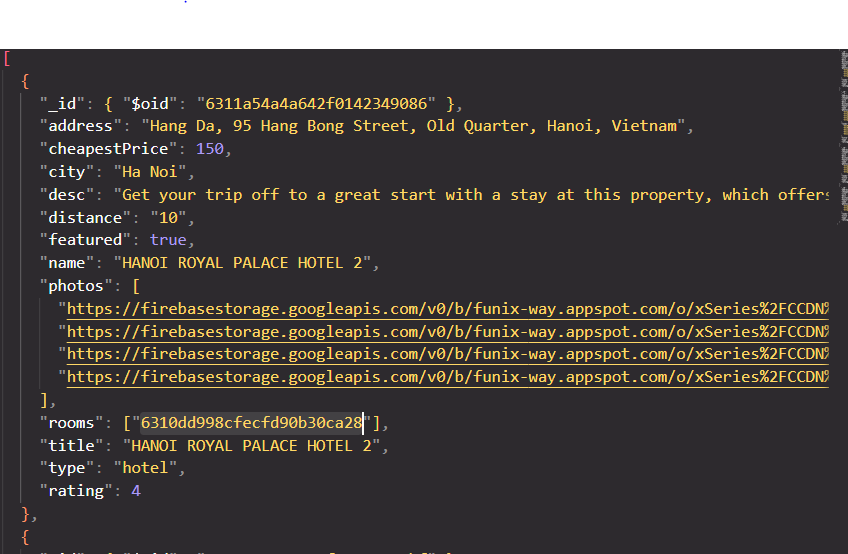 [
{
"_id": { "$oid": "6311a54a4a642f0142349086" },
"address": "Hang Da, 95 Hang Bong Street, Old Quarter, Hanoi, Vietnam",
"cheapestPrice": 150,
"city": "Ha Noi",
"desc": "Get your trip off to a great start with a stay at this property, which offers
"distance": "10",
"featured": true,
"name": "HANOI ROYAL PALACE HOTEL 2",
"photos": [
"https://firebasestorage.googleapis.com/v0/b/funix-way.appspot.com/o/xSeries%2FCCDN%
"https://firebasestorage.googleapis.com/v0/b/funix-way.appspot.com/o/xSeries%2FCCDN%
"https://firebasestorage.googleapis.com/v0/b/funix-way.appspot.com/o/xSeries%2FCCDN%
"https://firebasestorage.googleapis.com/v0/b/funix-way.appspot.com/o/xSeries%2FCCDN%
],
"rooms": ["6310dd998cfecfd90b30ca28"],
"title": "HANOI ROYAL PALACE HOTEL 2",
"type": "hotel",
"rating": 4
},
{